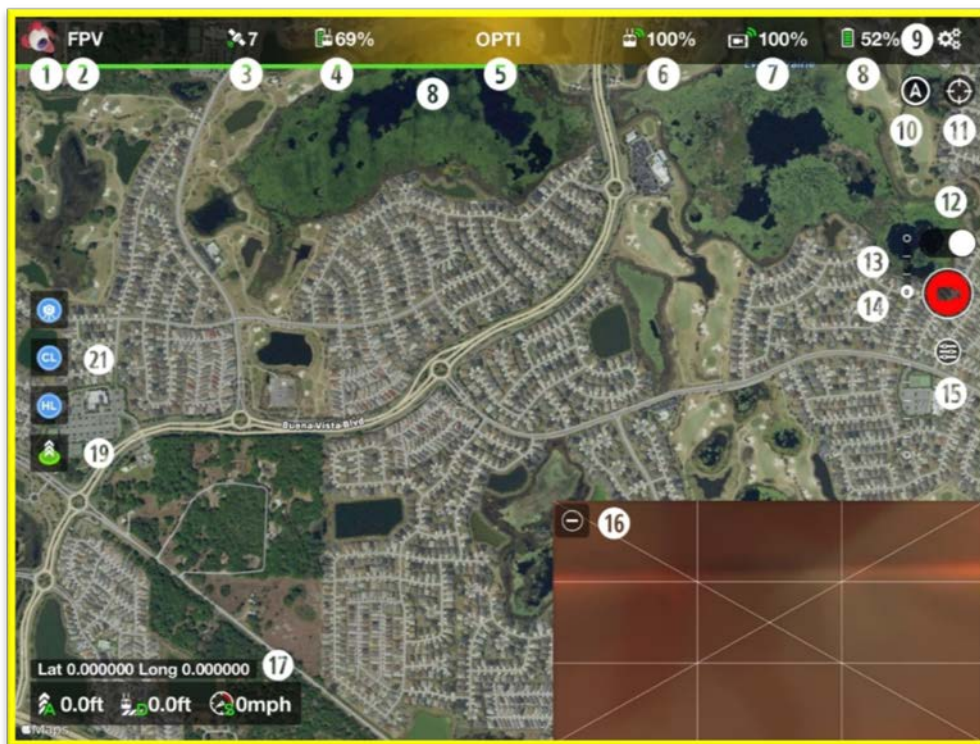 FPV 7 69% OPTI 100% 100% 52% 9
1 2 3 4 8 5 6 7 8
A
10 11
12
13
14
CL 21
15
HL
19
Buena Vista Blvd
16
Lat 0.000000 Long 0.000000 17
A 0.0ft D 0.0ft S 0mph
Maps